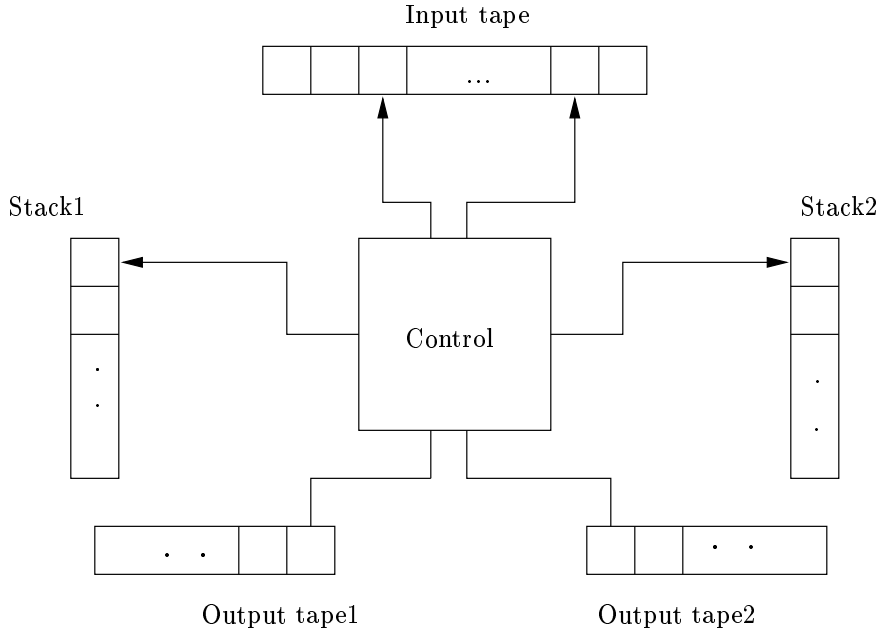 Input tape
...
Stack1
Stack2
Control
Output tape1
Output tape2